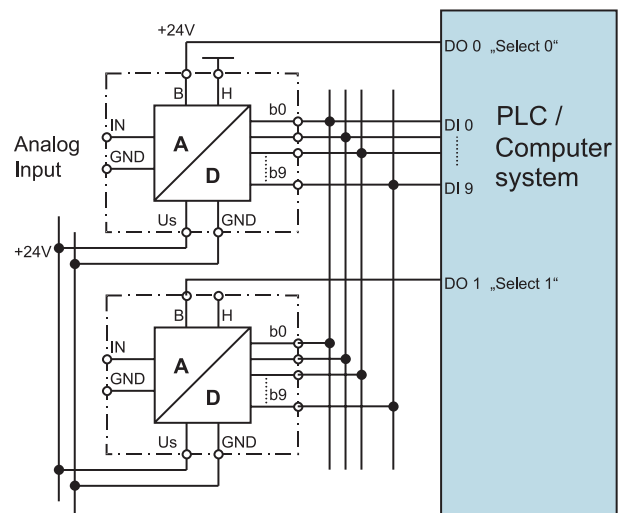 +24V
DO 0 „Select 0“
B
H
b0
IN
DI 0
PLC /
Computer
system
Analog
Input
A
GND
D
b9
DI 9
Us
GND
+24V
DO 1 „Select 1“
B
H
b0
IN
A
GND
D
b9
Us
GND